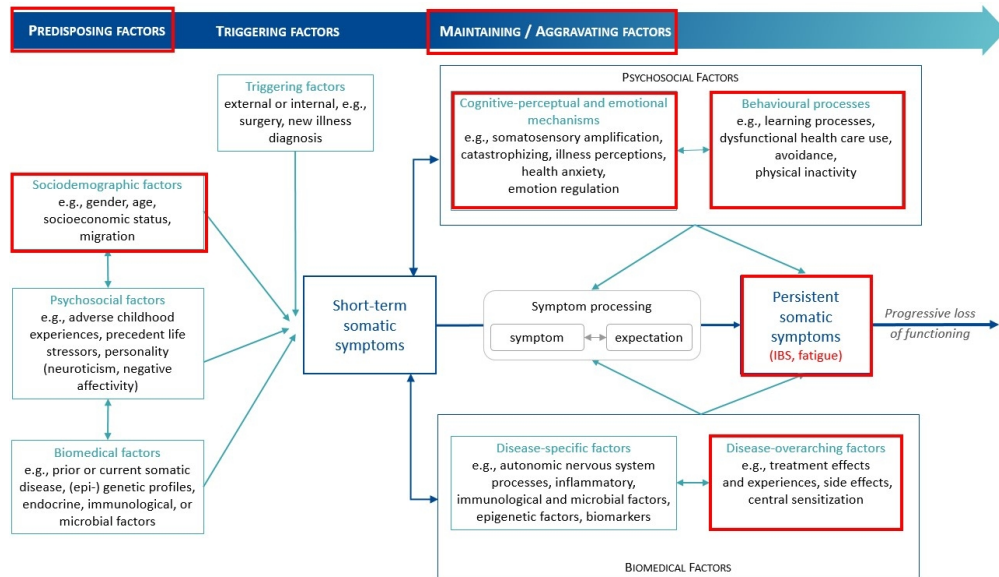 PREDISPOSING FACTORS
TRIGGERING FACTORS
MAINTAINING / AGGRAVATING FACTORS
Triggering factors
external or internal, e.g.,
surgery, new illness
diagnosis
PSYCHOSOCIAL FACTORS
Cognitive-perceptual and emotional
mechanisms
e.g., somatosensory amplification,
catastrophizing, illness perceptions,
health anxiety,
emotion regulation
Behavioural processes
e.g., learning processes,
dysfunctional health care use,
avoidance,
physical inactivity
Sociodemographic factors
e.g., gender, age,
socioeconomic status,
migration
Psychosocial factors
e.g., adverse childhood
experiences, precedent life
stressors, personality
(neuroticism, negative
affectivity)
Biomedical factors
e.g., prior or current somatic
disease, (epi-) genetic profiles,
endocrine, immunological, or
microbial factors
Short-term
somatic
symptoms
Symptom processing
symptom
expectation
Persistent
somatic
symptoms
(IBS, fatigue)
Progressive loss
of functioning
Disease-specific factors
e.g., autonomic nervous system
processes, inflammatory,
immunological and microbial factors,
epigenetic factors, biomarkers
Disease-overarching factors
e.g., treatment effects
and experiences, side effects,
central sensitization
BIOMEDICAL FACTORS